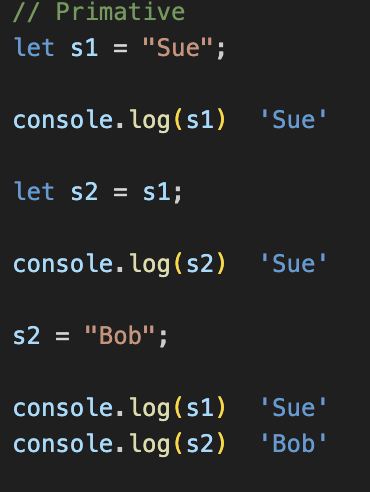 // Primative
let s1 = "Sue";
console.log(s1)  'Sue'
let s2 = s1;
console.log(s2)  'Sue'
s2 = "Bob";
console.log(s1)  'Sue'
console.log(s2)  'Bob'